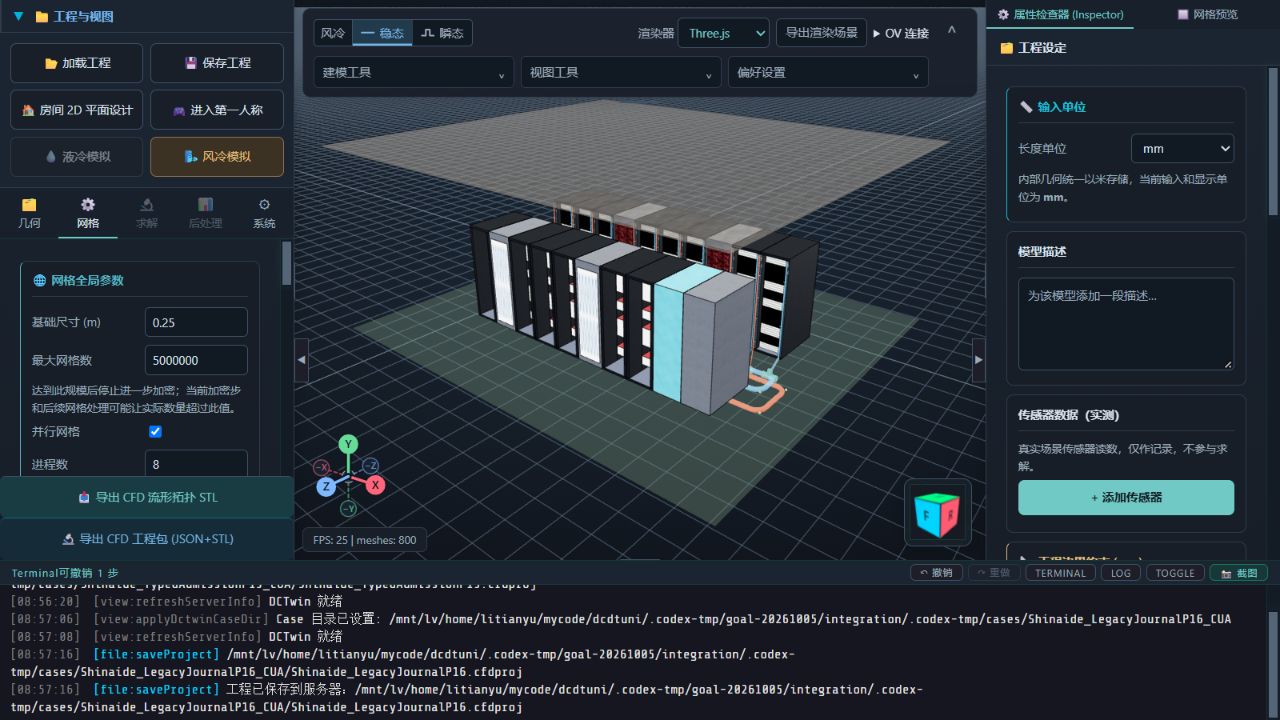 ▼ 📁 工程与视图
📂 加载工程
💾 保存工程
🏠 房间 2D 平面设计
🎮 进入第一人称
💧 液冷模拟
风冷模拟
几何
网格
求解
后处理
系统
🌐 网格全局参数
基础尺寸 (m)
0.25
最大网格数
5000000
达到此规模后停止进一步加密；当前加密步
和后续网格处理可能让实际数量超过此值。
并行网格
进程数
8
导出 CFD 流形拓扑 STL
🔬 导出 CFD 工程包 (JSON+STL)
风冷
稳态
瞬态
渲染器
Three.js
导出渲染场景
▶ OV 连接
建模工具
视图工具
偏好设置
Y
-X
-Z
Z
X
-Y
F
R
FPS: 25 | meshes: 800
属性检查器 (Inspector)
网格预览
工程设定
输入单位
长度单位
mm
内部几何统一以米存储，当前输入和显示单
位为 mm。
模型描述
为该模型添加一段描述...
传感器数据（实测）
真实场景传感器读数，仅作记录，不参与求
解。
+ 添加传感器
Terminal可撤销 1 步
↶ 撤销
↷ 重做
TERMINAL
LOG
TOGGLE
📷 截图
tmp/cases/Shinaide_TypedAdmissionP15_CUA/Shinaide_TypedAdmissionP15.cfdproj
[08:56:20] [view:refreshServerInfo] DCTwin 就绪
[08:57:06] [view:applyDctwinCaseDir] Case 目录已设置: /mnt/lv/home/litianyu/mycode/dcdtuni/.codex-tmp/goal-20261005/integration/.codex-tmp/cases/Shinaide_LegacyJournalP16_CUA
[08:57:08] [view:refreshServerInfo] DCTwin 就绪
[08:57:16] [file:saveProject] /mnt/lv/home/litianyu/mycode/dcdtuni/.codex-tmp/goal-20261005/integration/.codex-
tmp/cases/Shinaide_LegacyJournalP16_CUA/Shinaide_LegacyJournalP16.cfdproj
[08:57:16] [file:saveProject] 工程已保存到服务器: /mnt/lv/home/litianyu/mycode/dcdtuni/.codex-tmp/goal-20261005/integration/.codex-
tmp/cases/Shinaide_LegacyJournalP16_CUA/Shinaide_LegacyJournalP16.cfdproj